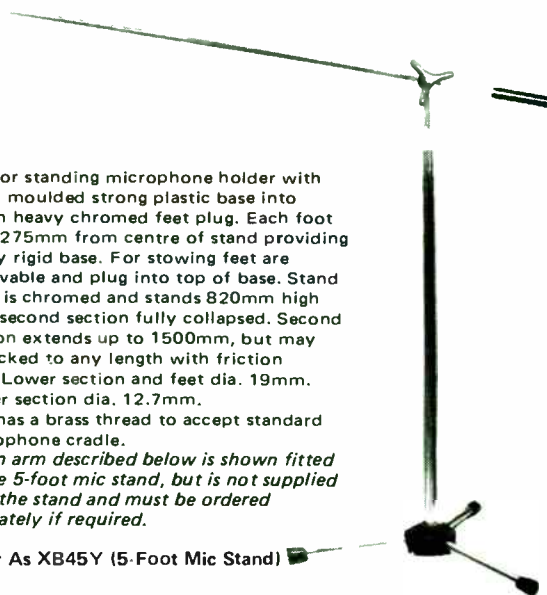 or standing microphone holder with
moulded strong plastic base into
heavy chromed feet plug. Each foot
275mm from centre of stand providing
rigid base. For stowing feet are
vable and plug into top of base. Stand
is chromed and stands 820mm high
second section fully collapsed. Second
on extends up to 1500mm, but may
cked to any length with friction
Lower section and feet dia. 19mm.
r section dia. 12.7mm.
has a brass thread to accept standard
ophone cradle.
arm described below is shown fitted
e 5-foot mic stand, but is not supplied
the stand and must be ordered
ately if required.
As XB45Y (5-Foot Mic Stand)